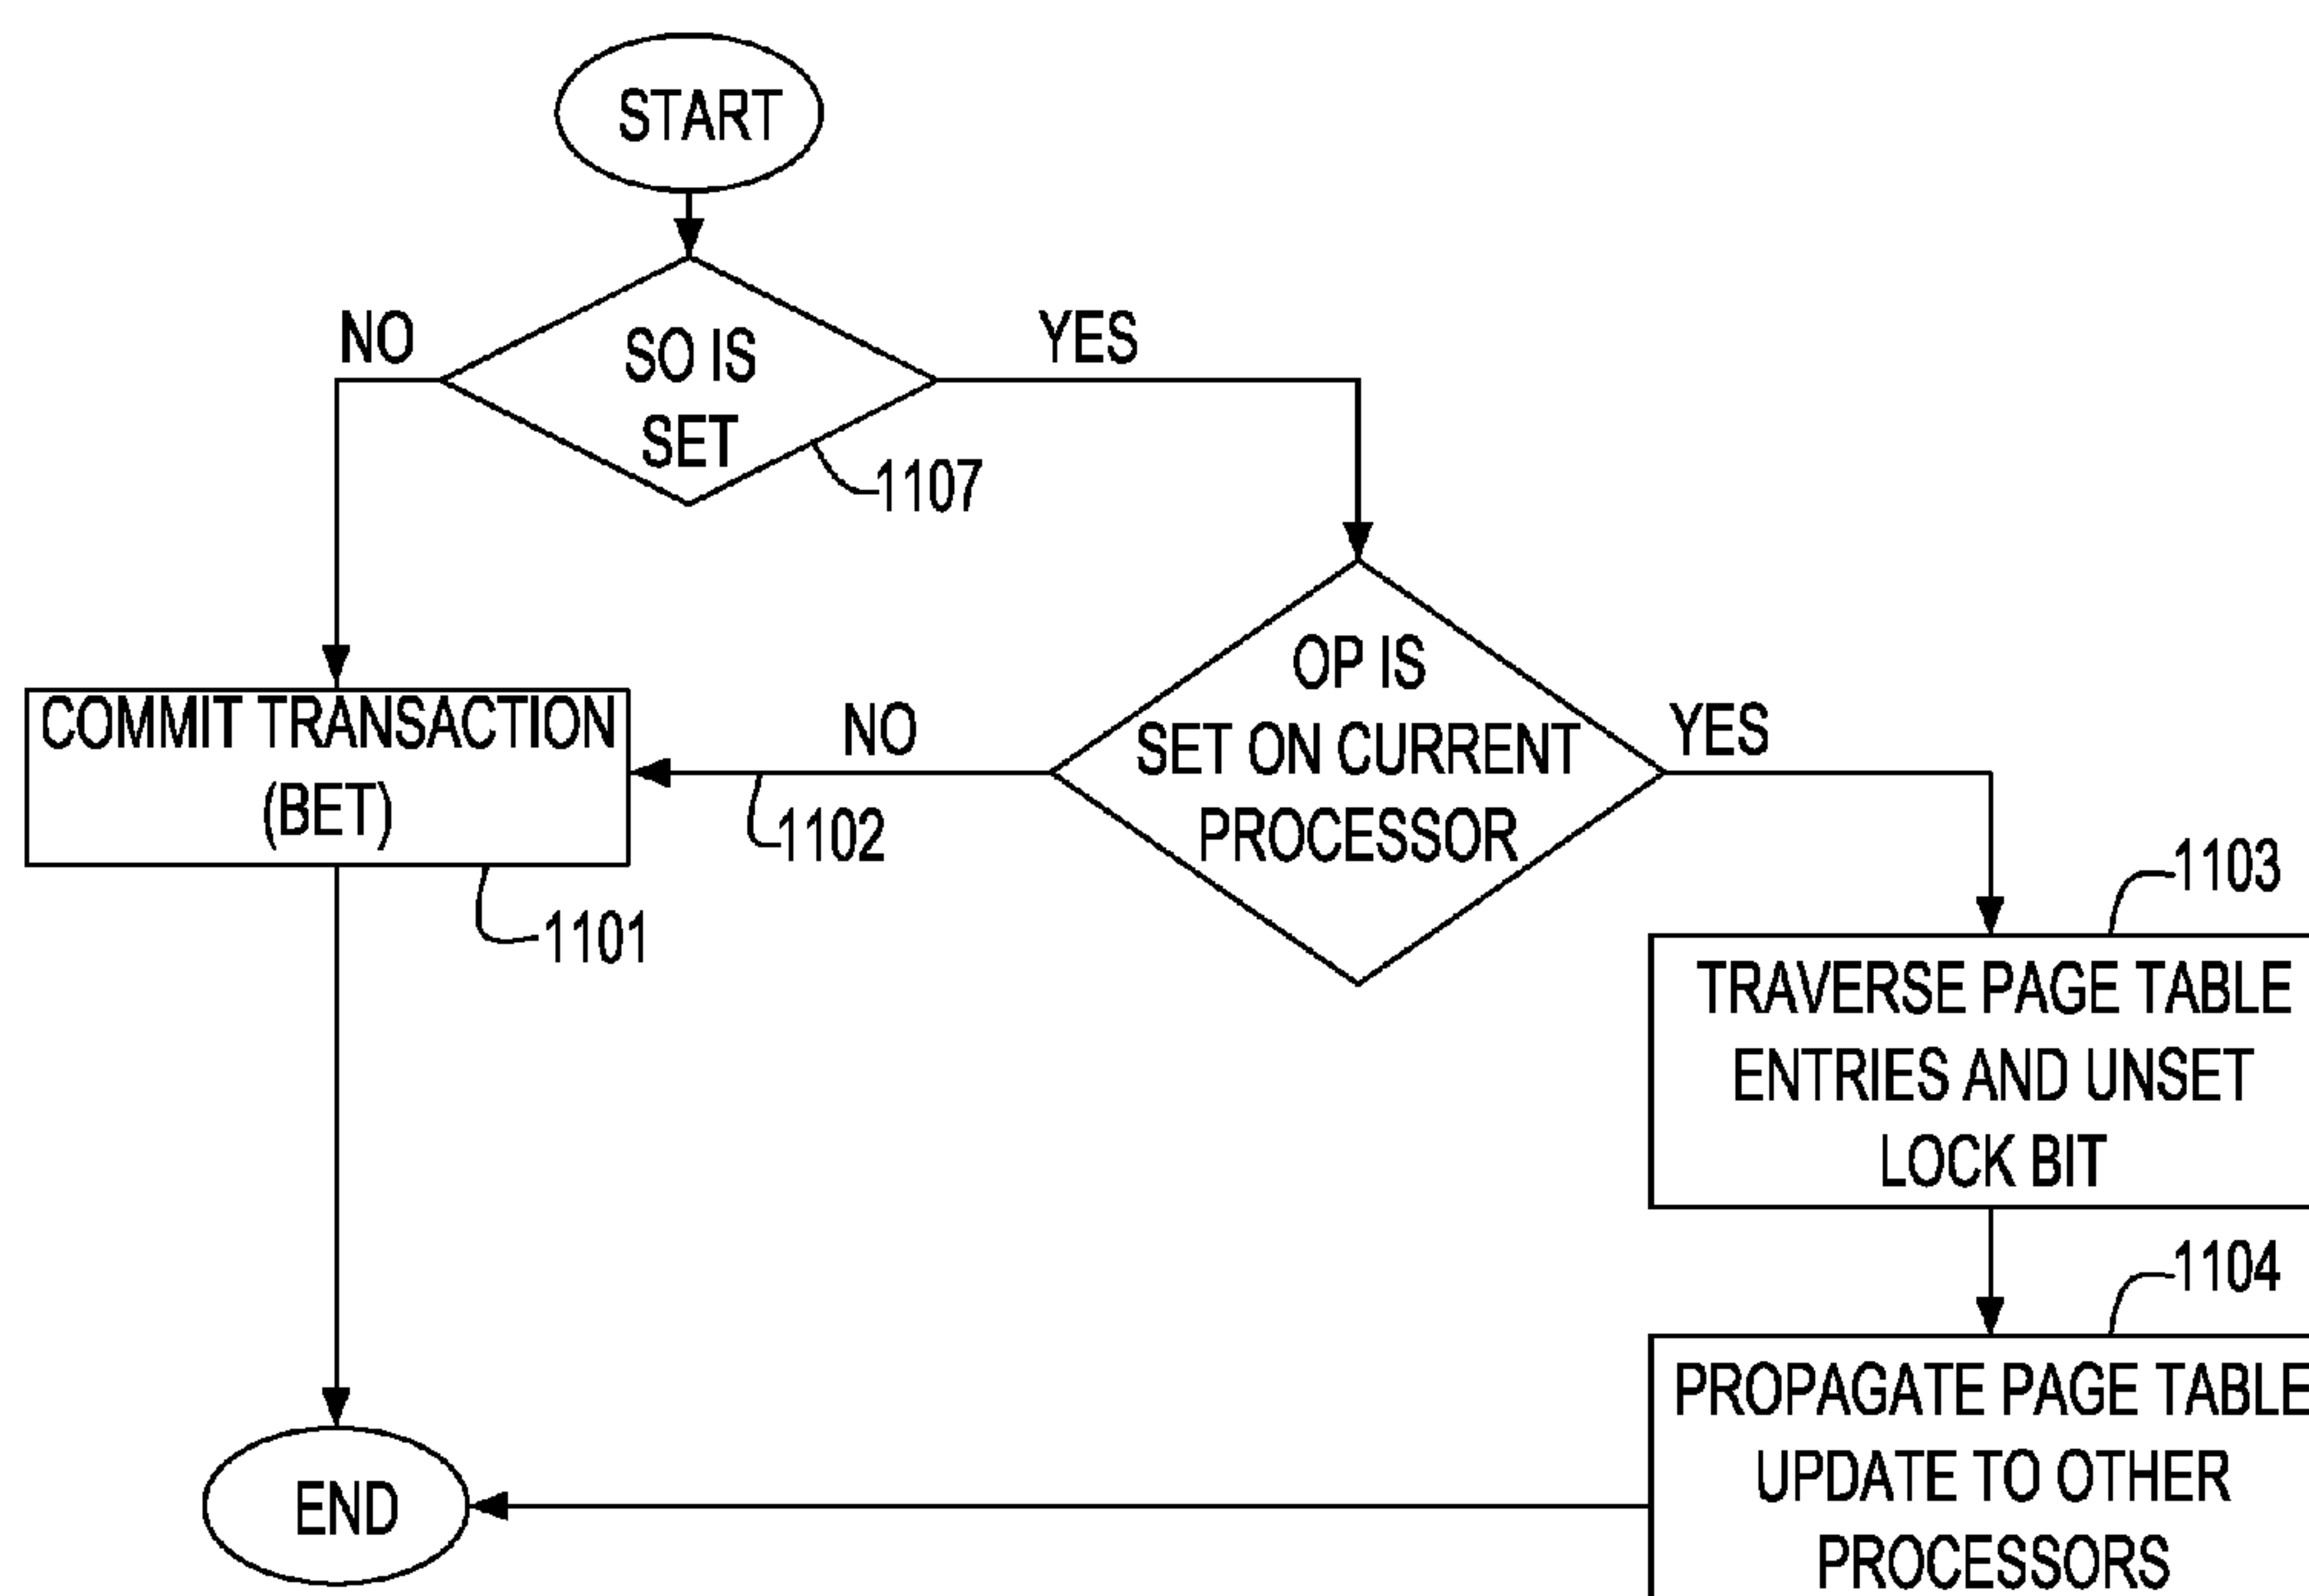 START
NO
YES
SO IS
SET
1107
OP IS
SET ON CURRENT
PROCESSOR
NO
YES
COMMIT TRANSACTION
(BET)
1102
1101
1103
TRAVERSE PAGE TABLE
ENTRIES AND UNSET
LOCK BIT
1104
PROPAGATE PAGE TABLE
UPDATE TO OTHER
PROCESSORS
END